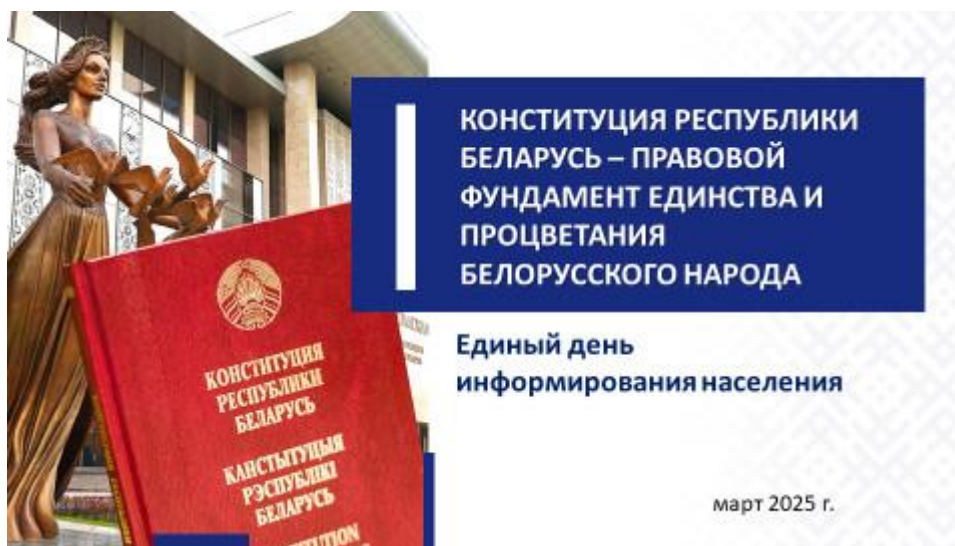 КОНСТИТУЦИЯ РЕСПУБЛИКИ
БЕЛАРУСЬ – ПРАВОВОЙ
ФУНДАМЕНТ ЕДИНСТВА И
ПРОЦВЕТАНИЯ
БЕЛОРУССКОГО НАРОДА
Единый день
информирования населения
март 2025 г.
КОНСТИТУЦИЯ
РЕСПУБЛИКИ
БЕЛАРУСЬ
КАНСТЫТУЦЫЯ
РЭСПУБЛІКІ
БЕЛАРУСЬ